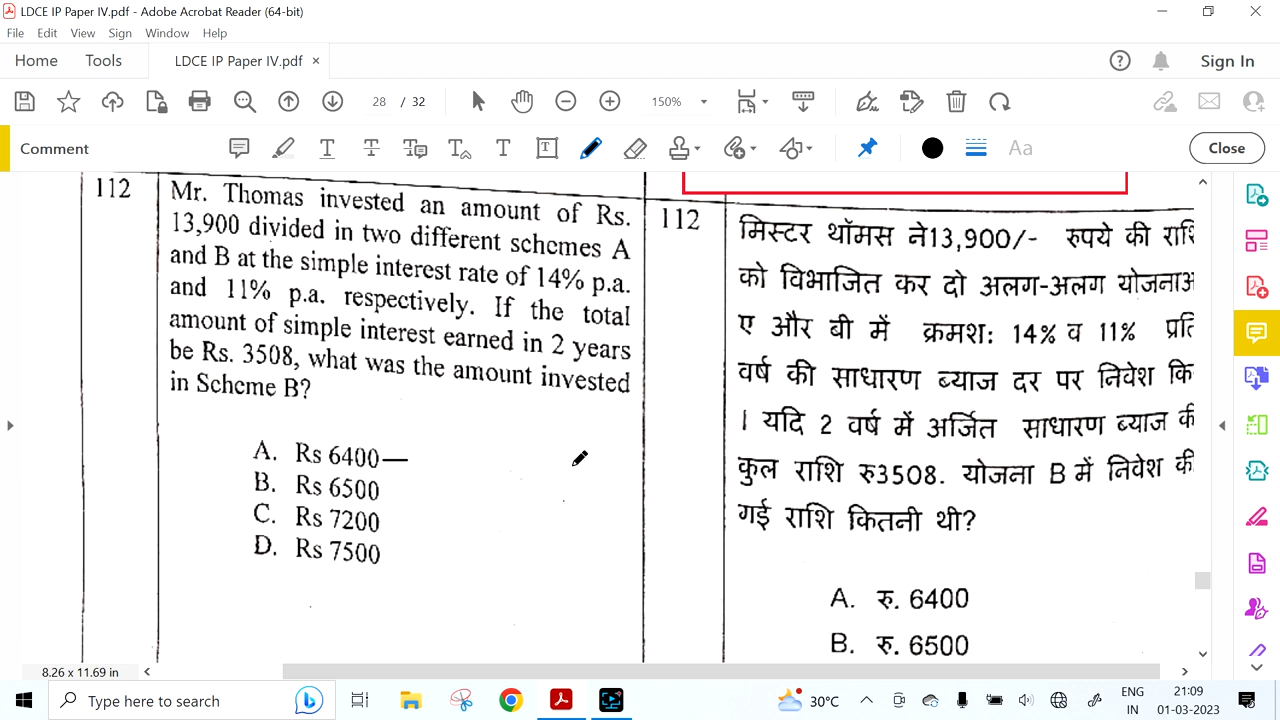 LDCE IP Paper IV.pdf - Adobe Acrobat Reader (64-bit)
File Edit View Sign Window Help
Home Tools LDCE IP Paper IV.pdf × Sign In
28 / 32 150%
Comment Aa Close
112
Mr. Thomas invested an amount of Rs.
13,900 divided in two different schemes A
and B at the simple interest rate of 14% p.a.
and 11% p.a. respectively. If the total
amount of simple interest earned in 2 years
be Rs. 3508, what was the amount invested
in Scheme B?
A. Rs 6400
B. Rs 6500
C. Rs 7200
D. Rs 7500
112
मिस्टर थॉमस ने13,900/- रुपये की राशि
को विभाजित कर दो अलग-अलग
ए और बी में क्रमश: 14% व 11% प्रति
वर्ष की साधारण ब्याज दर पर निवेश
। यदि 2 वर्ष में अर्जित साधारण ब्याज की
कुल राशि रु3508. योजना B में निवेश की
गई राशि कितनी थी?
A. रु. 6400
B. रु. 6500
8.26 x 11.69 in
Type here to search 30°C ENG 21:09
IN 01-03-2023